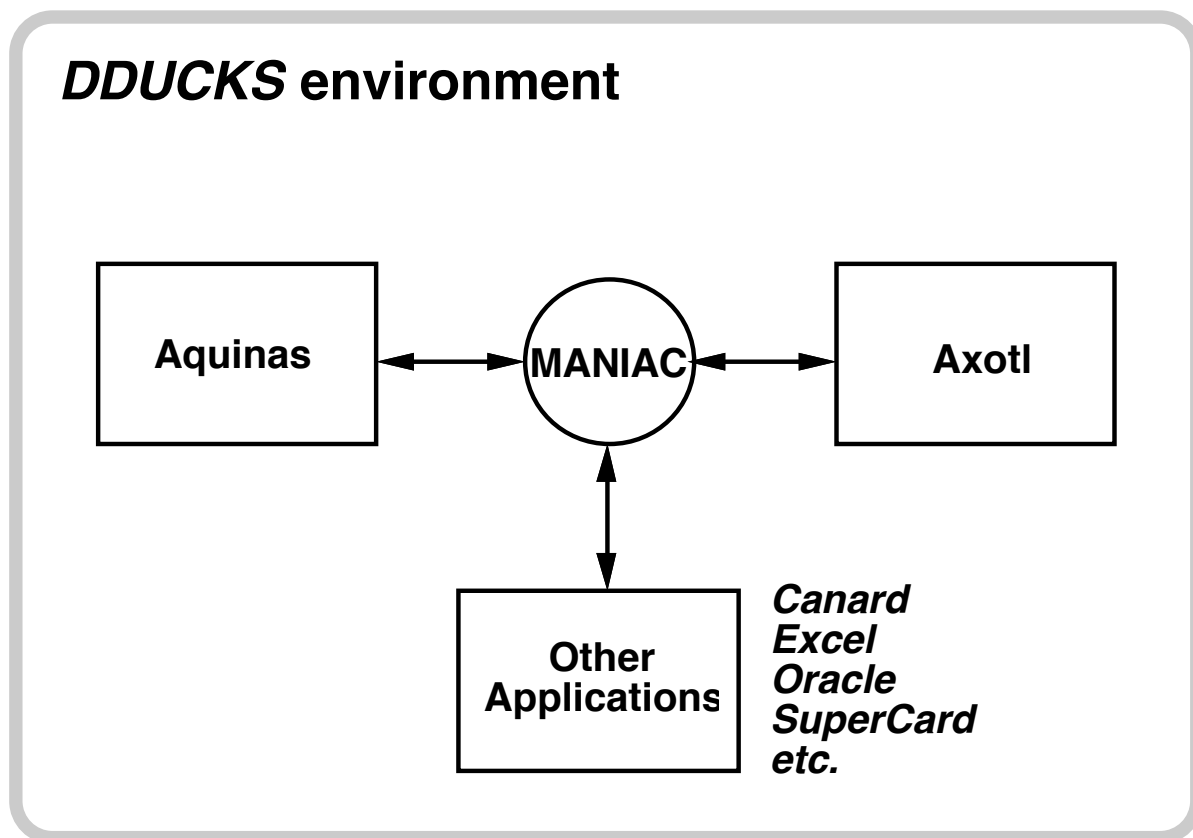 DDUCKS environment
Aquinas
MANIAC
Axotl
Other
Applications
Canard
Excel
Oracle
SuperCard
etc.